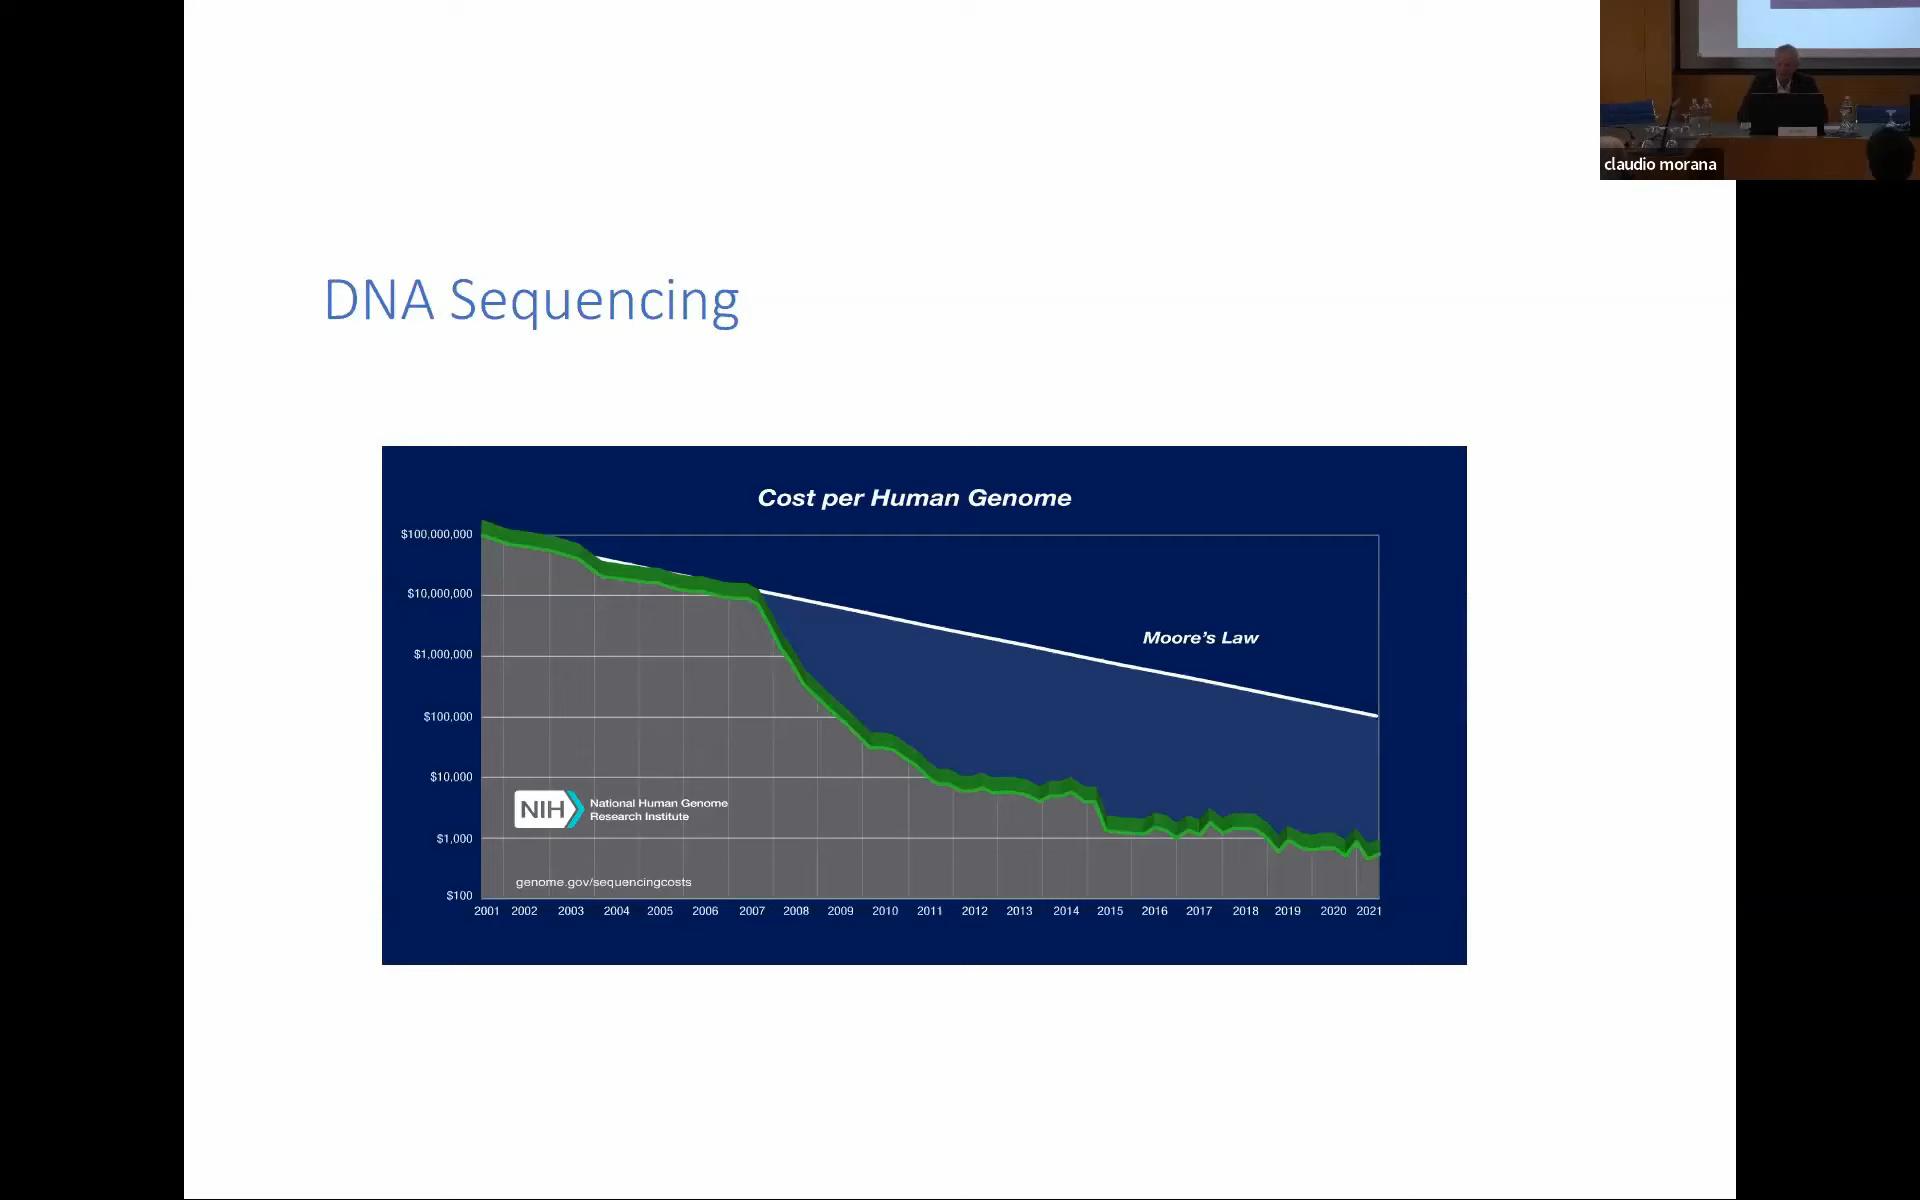 claudio morana
DNA Sequencing
Cost per Human Genome
$100,000,000
$10,000,000
$1,000,000
$100,000
$10,000
$1,000
$100
Moore's Law
NIH
National Human Genome
Research Institute
genome.gov/sequencingcosts
2001 2002 2003 2004 2005 2006 2007 2008 2009 2010 2011 2012 2013 2014 2015 2016 2017 2018 2019 2020 2021